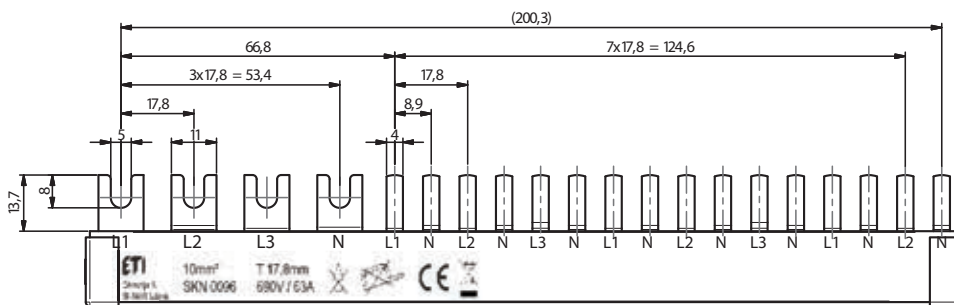 (200,3)
66,8
7x17,8 = 124,6
3x17,8 = 53,4
17,8
17,8
8,9
5
11
4
13,7
8
L1 L2 L3 N L1 N L2 N L3 N L1 N L2 N L3 N L1 N L2 N
ETI 10mm² T 17,8mm
SKN 0096 690V / 63A
CE